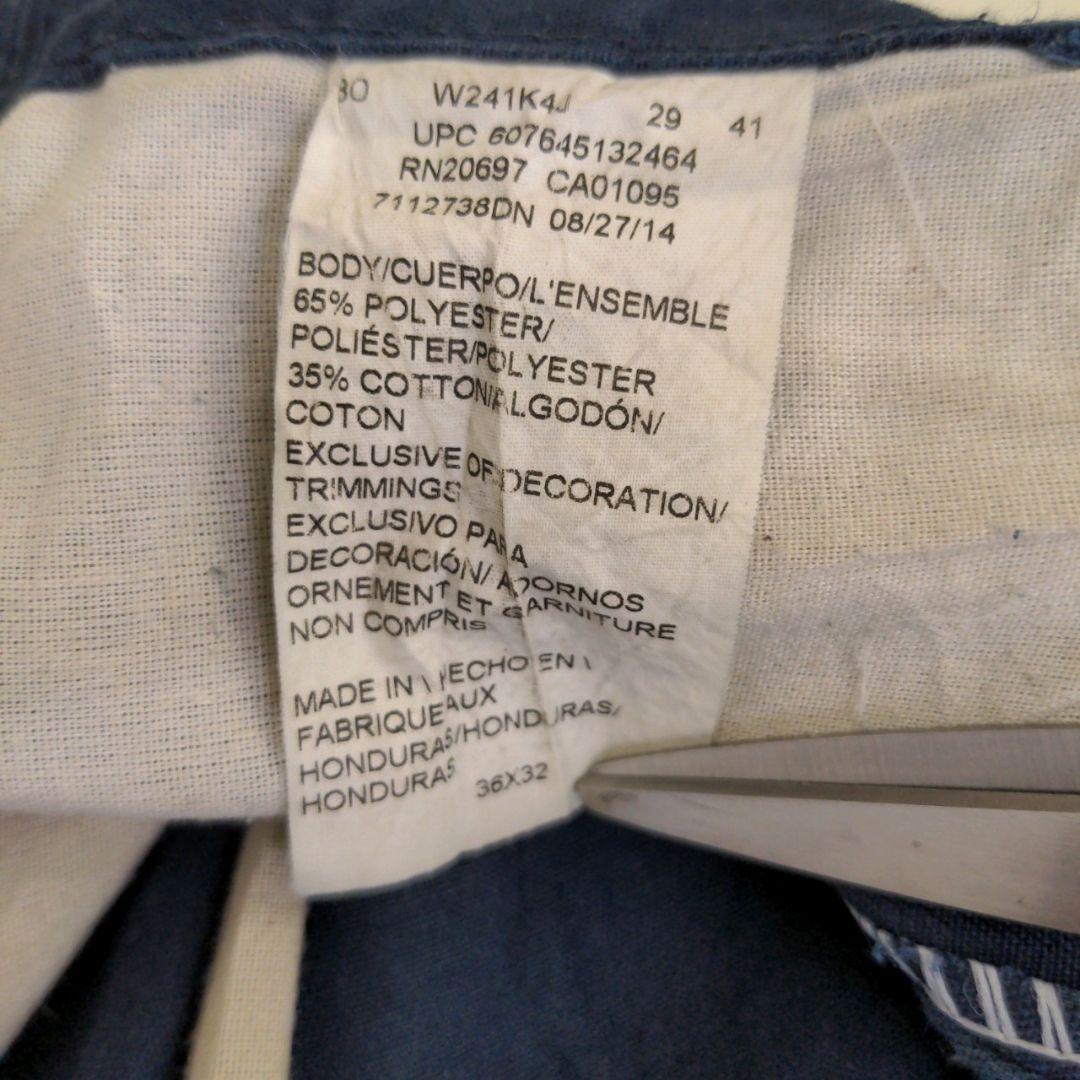 30 W241K4J 29 41
UPC 607645132464
RN20697 CA01095
7112738DN 08/27/14
BODY/CUERPO/L'ENSEMBLE
65% POLYESTER/
POLIÉSTER/POLYESTER
35% COTTON/ALGODÓN/
COTON
EXCLUSIVE OF DECORATION/
TRIMMINGS
EXCLUSIVO PARA
DECORACIÓN/ ADORNOS
ORNEMENT ET GARNITURE
NON COMPRIS
MADE IN \ HECHO EN \
FABRIQUE AUX
HONDURAS/HONDURAS/
HONDURAS 36X32